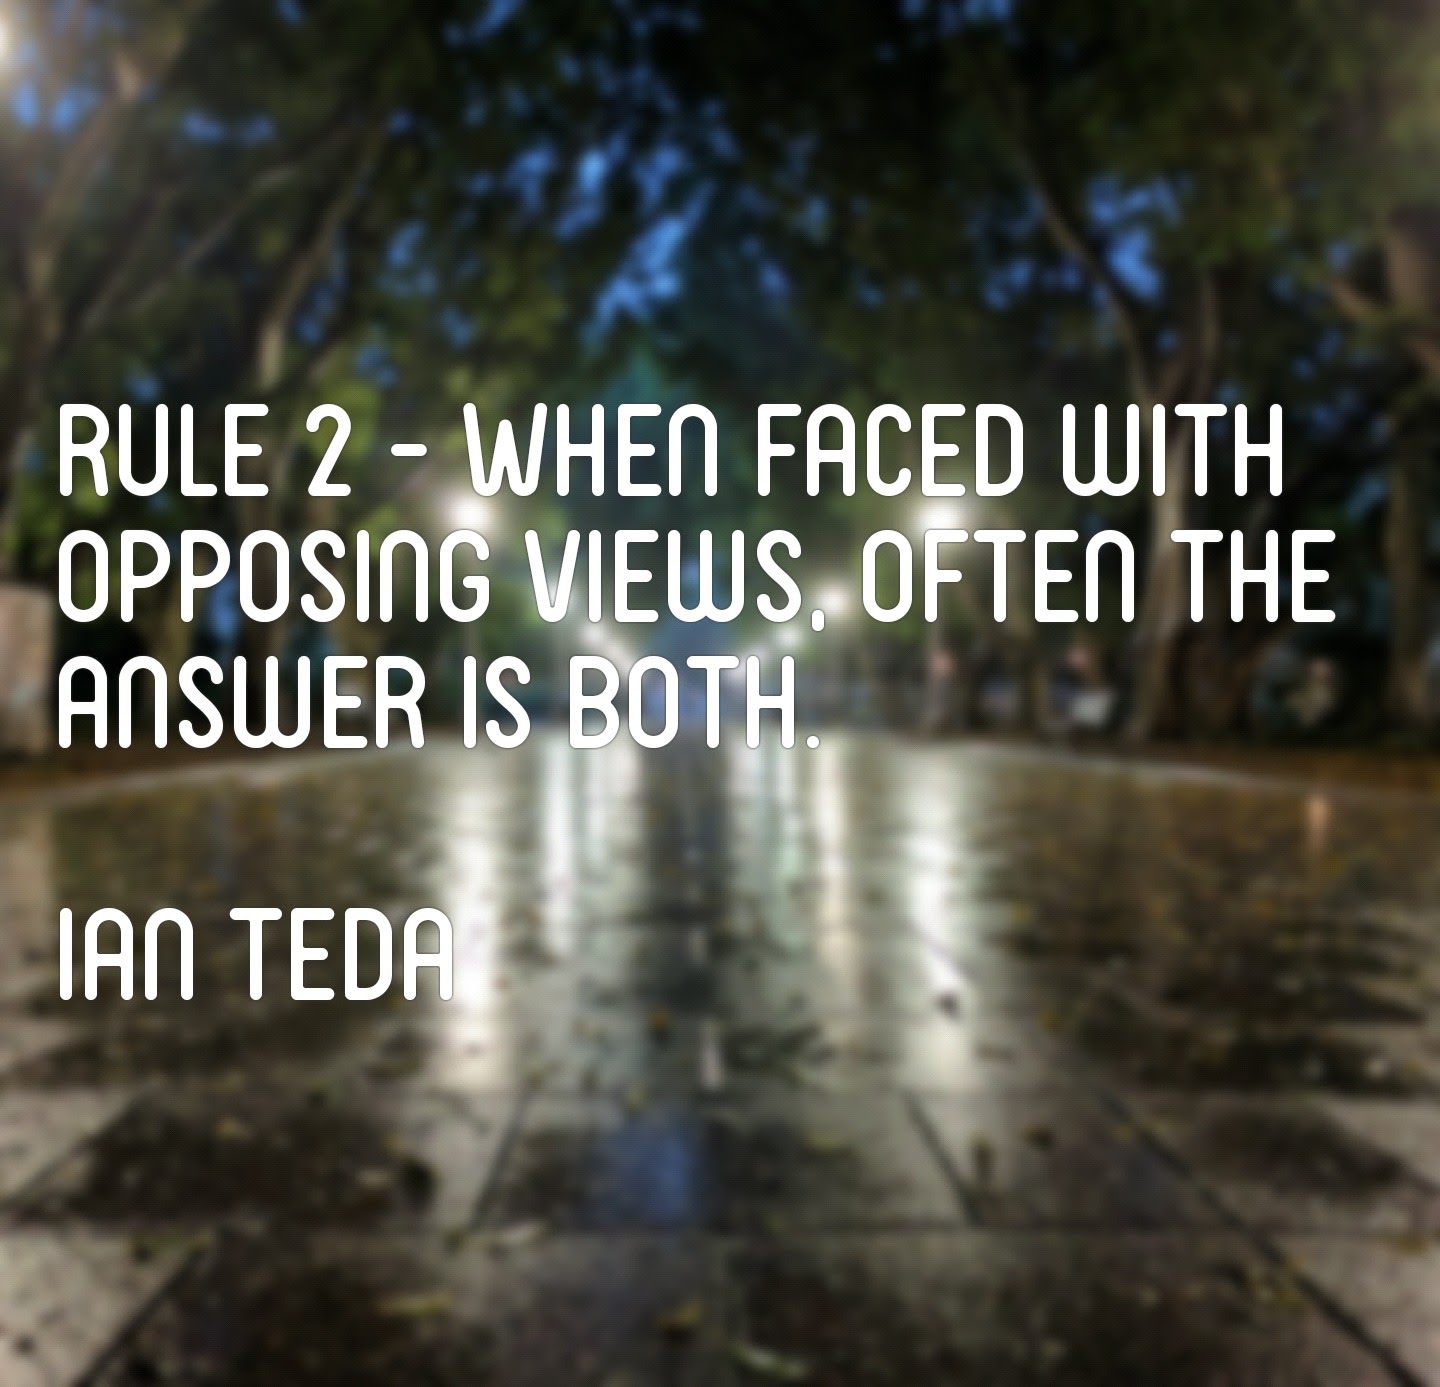 RULE 2 - WHEN FACED WITH
OPPOSING VIEWS, OFTEN THE
ANSWER IS BOTH.
IAN TEDA